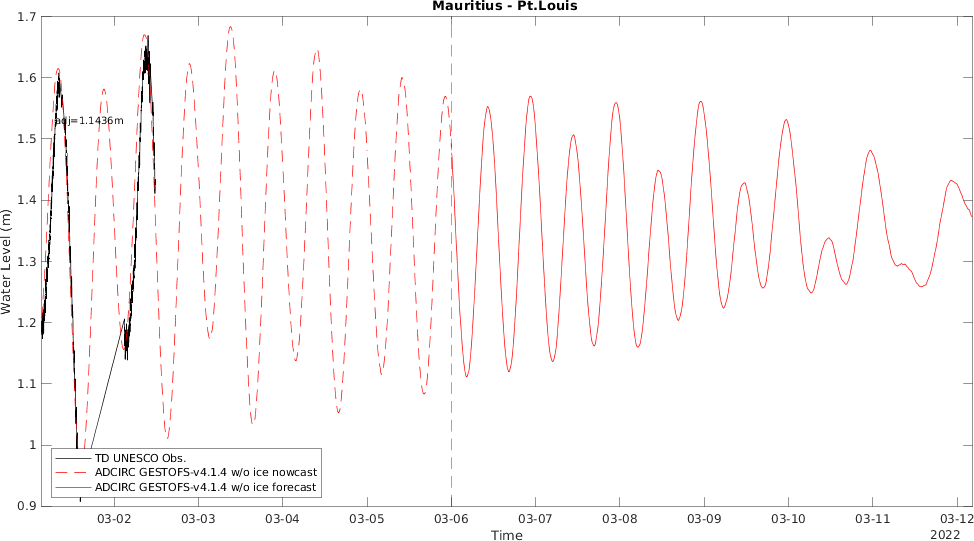 Mauritius - Pt.Louis
1.7
1.6
1.5
1.4
1.3
1.2
1.1
1
0.9
Water Level (m)
adj=1.1436m
TD UNESCO Obs.
ADCIRC GESTOFS-v4.1.4 w/o ice nowcast
ADCIRC GESTOFS-v4.1.4 w/o ice forecast
03-02 03-03 03-04 03-05 03-06 03-07 03-08 03-09 03-10 03-11 03-12
Time
2022